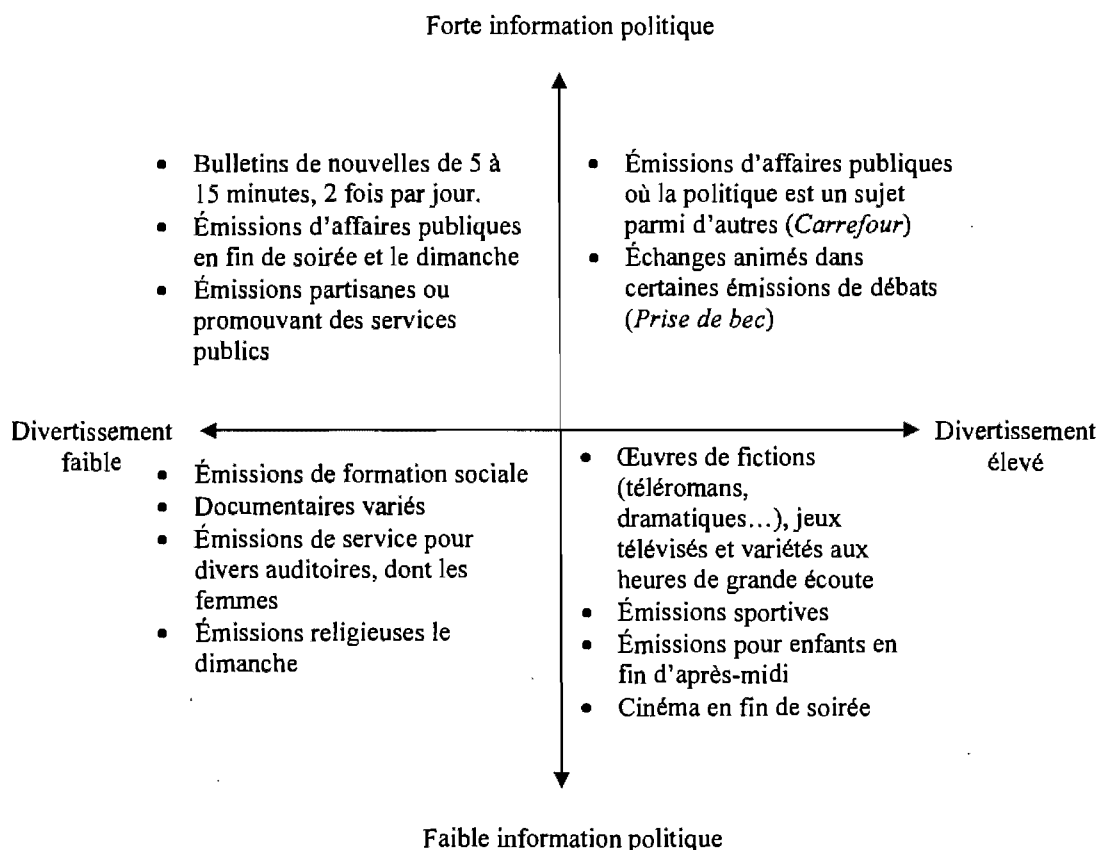 Forte information politique
• Bulletins de nouvelles de 5 à
15 minutes, 2 fois par jour.
• Émissions d'affaires publiques
en fin de soirée et le dimanche
• Émissions partisanes ou
promouvant des services
publics
• Émissions d'affaires publiques
où la politique est un sujet
parmi d'autres (Carrefour)
• Échanges animés dans
certaines émissions de débats
(Prise de bec)
Divertissement
faible
Divertissement
élevé
• Émissions de formation sociale
• Documentaires variés
• Émissions de service pour
divers auditoires, dont les
femmes
• Émissions religieuses le
dimanche
• Œuvres de fictions
(téléromans,
dramatiques…), jeux
télévisés et variétés aux
heures de grande écoute
• Émissions sportives
• Émissions pour enfants en
fin d'après-midi
• Cinéma en fin de soirée
Faible information politique